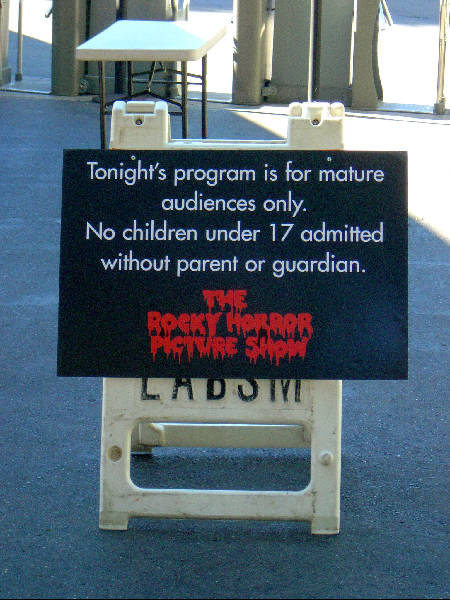 Tonight's program is for mature
audiences only.
No children under 17 admitted
without parent or guardian.
THE
ROCKY HORROR
PICTURE SHOW
LABSM